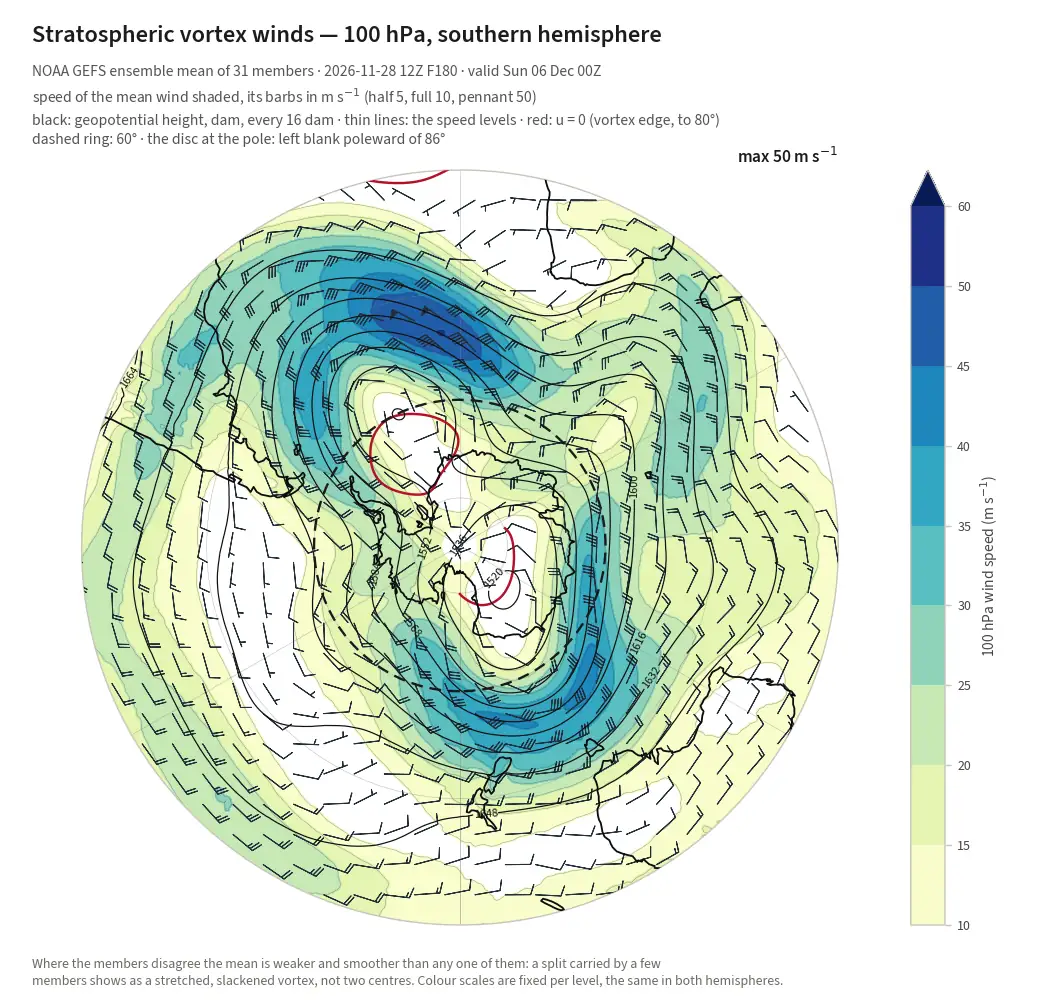 Stratospheric vortex winds — 100 hPa, southern hemisphere
NOAA GEFS ensemble mean of 31 members · 2026-11-28 12Z F180 · valid Sun 06 Dec 00Z
speed of the mean wind shaded, its barbs in m s⁻¹ (half 5, full 10, pennant 50)
black: geopotential height, dam, every 16 dam · thin lines: the speed levels · red: u = 0 (vortex edge, to 80°)
dashed ring: 60° · the disc at the pole: left blank poleward of 86°
max 50 m s⁻¹
60
50
45
40
35
30
25
20
15
10
100 hPa wind speed (m s⁻¹)
1664
1600
1552
1536
1520
1616
1632
1648
Where the members disagree the mean is weaker and smoother than any one of them: a split carried by a few
members shows as a stretched, slackened vortex, not two centres. Colour scales are fixed per level, the same in both hemispheres.